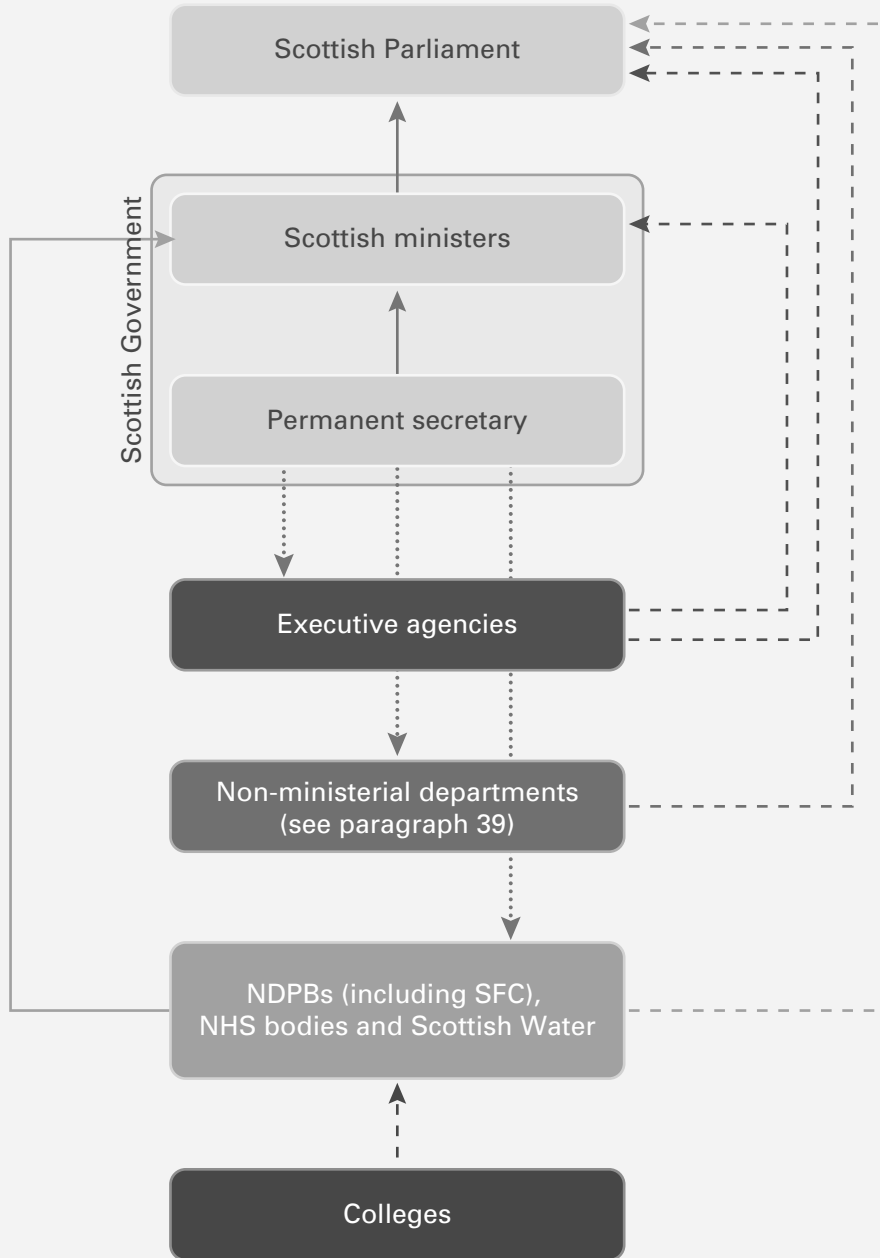 Scottish Parliament
Scottish Government
Scottish ministers
Permanent secretary
Executive agencies
Non-ministerial departments
(see paragraph 39)
NDPBs (including SFC),
NHS bodies and Scottish Water
Colleges